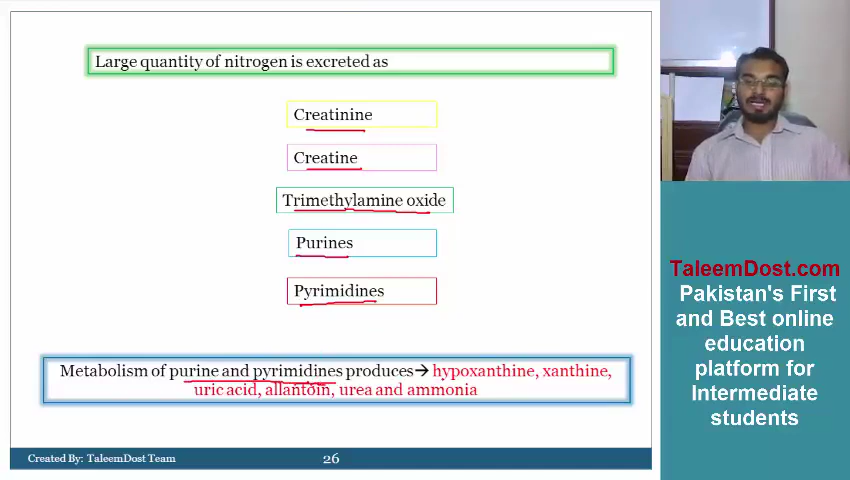 Large quantity of nitrogen is excreted as
Creatinine
Creatine
Trimethylamine oxide
Purines
Pyrimidines
Metabolism of purine and pyrimidines produces➔ hypoxanthine, xanthine,
uric acid, allantoin, urea and ammonia
Created By: TaleemDost Team
26
TaleemDost.com
Pakistan's First
and Best online
education
platform for
Intermediate
students